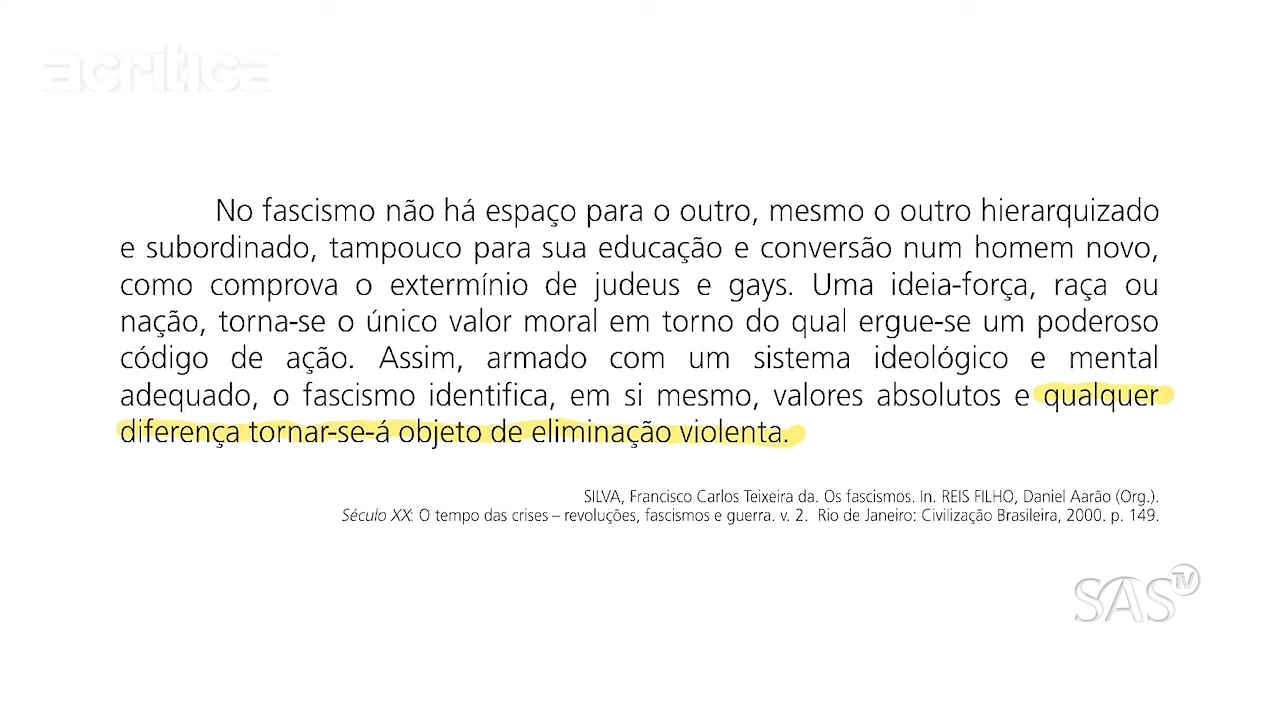 acritica
No fascismo não há espaço para o outro, mesmo o outro hierarquizado
e subordinado, tampouco para sua educação e conversão num homem novo,
como comprova o extermínio de judeus e gays. Uma ideia-força, raça ou
nação, torna-se o único valor moral em torno do qual ergue-se um poderoso
código de ação. Assim, armado com um sistema ideológico e mental
adequado, o fascismo identifica, em si mesmo, valores absolutos e qualquer
diferença tornar-se-á objeto de eliminação violenta.
SILVA, Francisco Carlos Teixeira da. Os fascismos. In. REIS FILHO, Daniel Aarão (Org.).
Século XX: O tempo das crises – revoluções, fascismos e guerra. v. 2. Rio de Janeiro: Civilização Brasileira, 2000. p. 149.
SAS TV